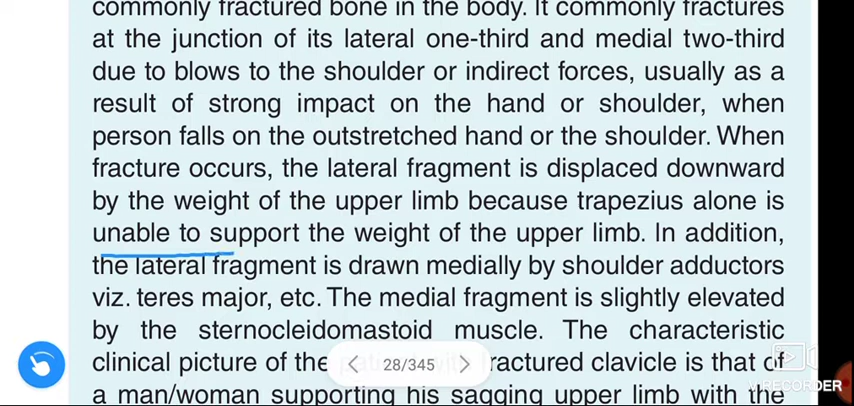 commonly fractured bone in the body. It commonly fractures
at the junction of its lateral one-third and medial two-third
due to blows to the shoulder or indirect forces, usually as a
result of strong impact on the hand or shoulder, when
person falls on the outstretched hand or the shoulder. When
fracture occurs, the lateral fragment is displaced downward
by the weight of the upper limb because trapezius alone is
unable to support the weight of the upper limb. In addition,
the lateral fragment is drawn medially by shoulder adductors
viz. teres major, etc. The medial fragment is slightly elevated
by the sternocleidomastoid muscle. The characteristic
clinical picture of the patient with fractured clavicle is that of
28/345
a man/woman supporting his sagging upper limb with the
RECORDER